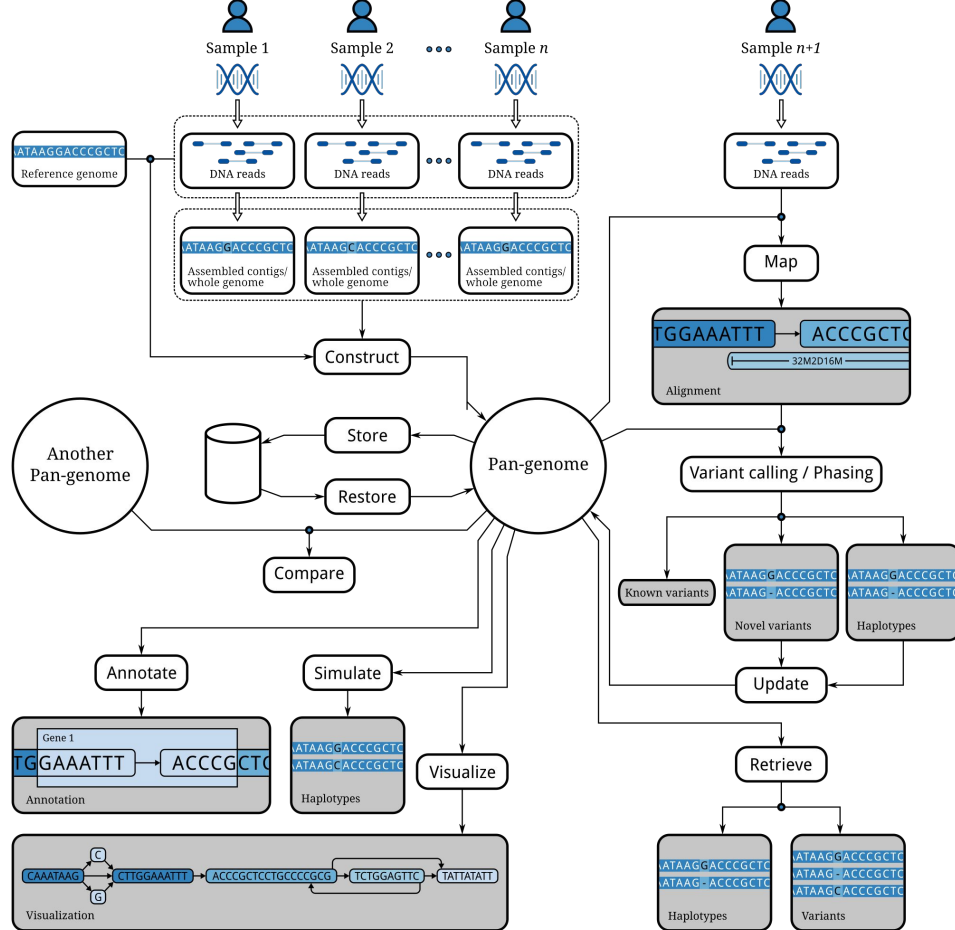 Sample 1
Sample 2
Sample n
Sample n+1
ATAAGGACCCGCTC
Reference genome
DNA reads
DNA reads
DNA reads
DNA reads
ATAAGGACCCGCTC
Assembled contigs/
whole genome
ATAAGCACCCGCTC
Assembled contigs/
whole genome
ATAAGGACCCGCTC
Assembled contigs/
whole genome
Map
TGGAAATTT
ACCCGCTC
32M2D16M
Alignment
Construct
Another
Pan-genome
Store
Restore
Pan-genome
Variant calling / Phasing
Compare
Known variants
ATAAGGACCCGCTC
ATAAG-ACCCGCTC
Novel variants
ATAAGGACCCGCTC
ATAAG-ACCCGCTC
Haplotypes
Update
Annotate
Simulate
Visualize
Retrieve
Gene 1
TGGAAATTT
ACCCGCTC
Annotation
ATAAGGACCCGCTC
ATAAGCACCCGCTC
Haplotypes
CAAATAAG
C
G
CTTGGAAATTT
ACCCGCTCCTGCCCCGCG
TCTGGAGTTC
TATTATATT
Visualization
ATAAGGACCCGCTC
ATAAG-ACCCGCTC
Haplotypes
ATAAGGACCCGCTC
ATAAG-ACCCGCTC
ATAAGCACCCGCTC
Variants